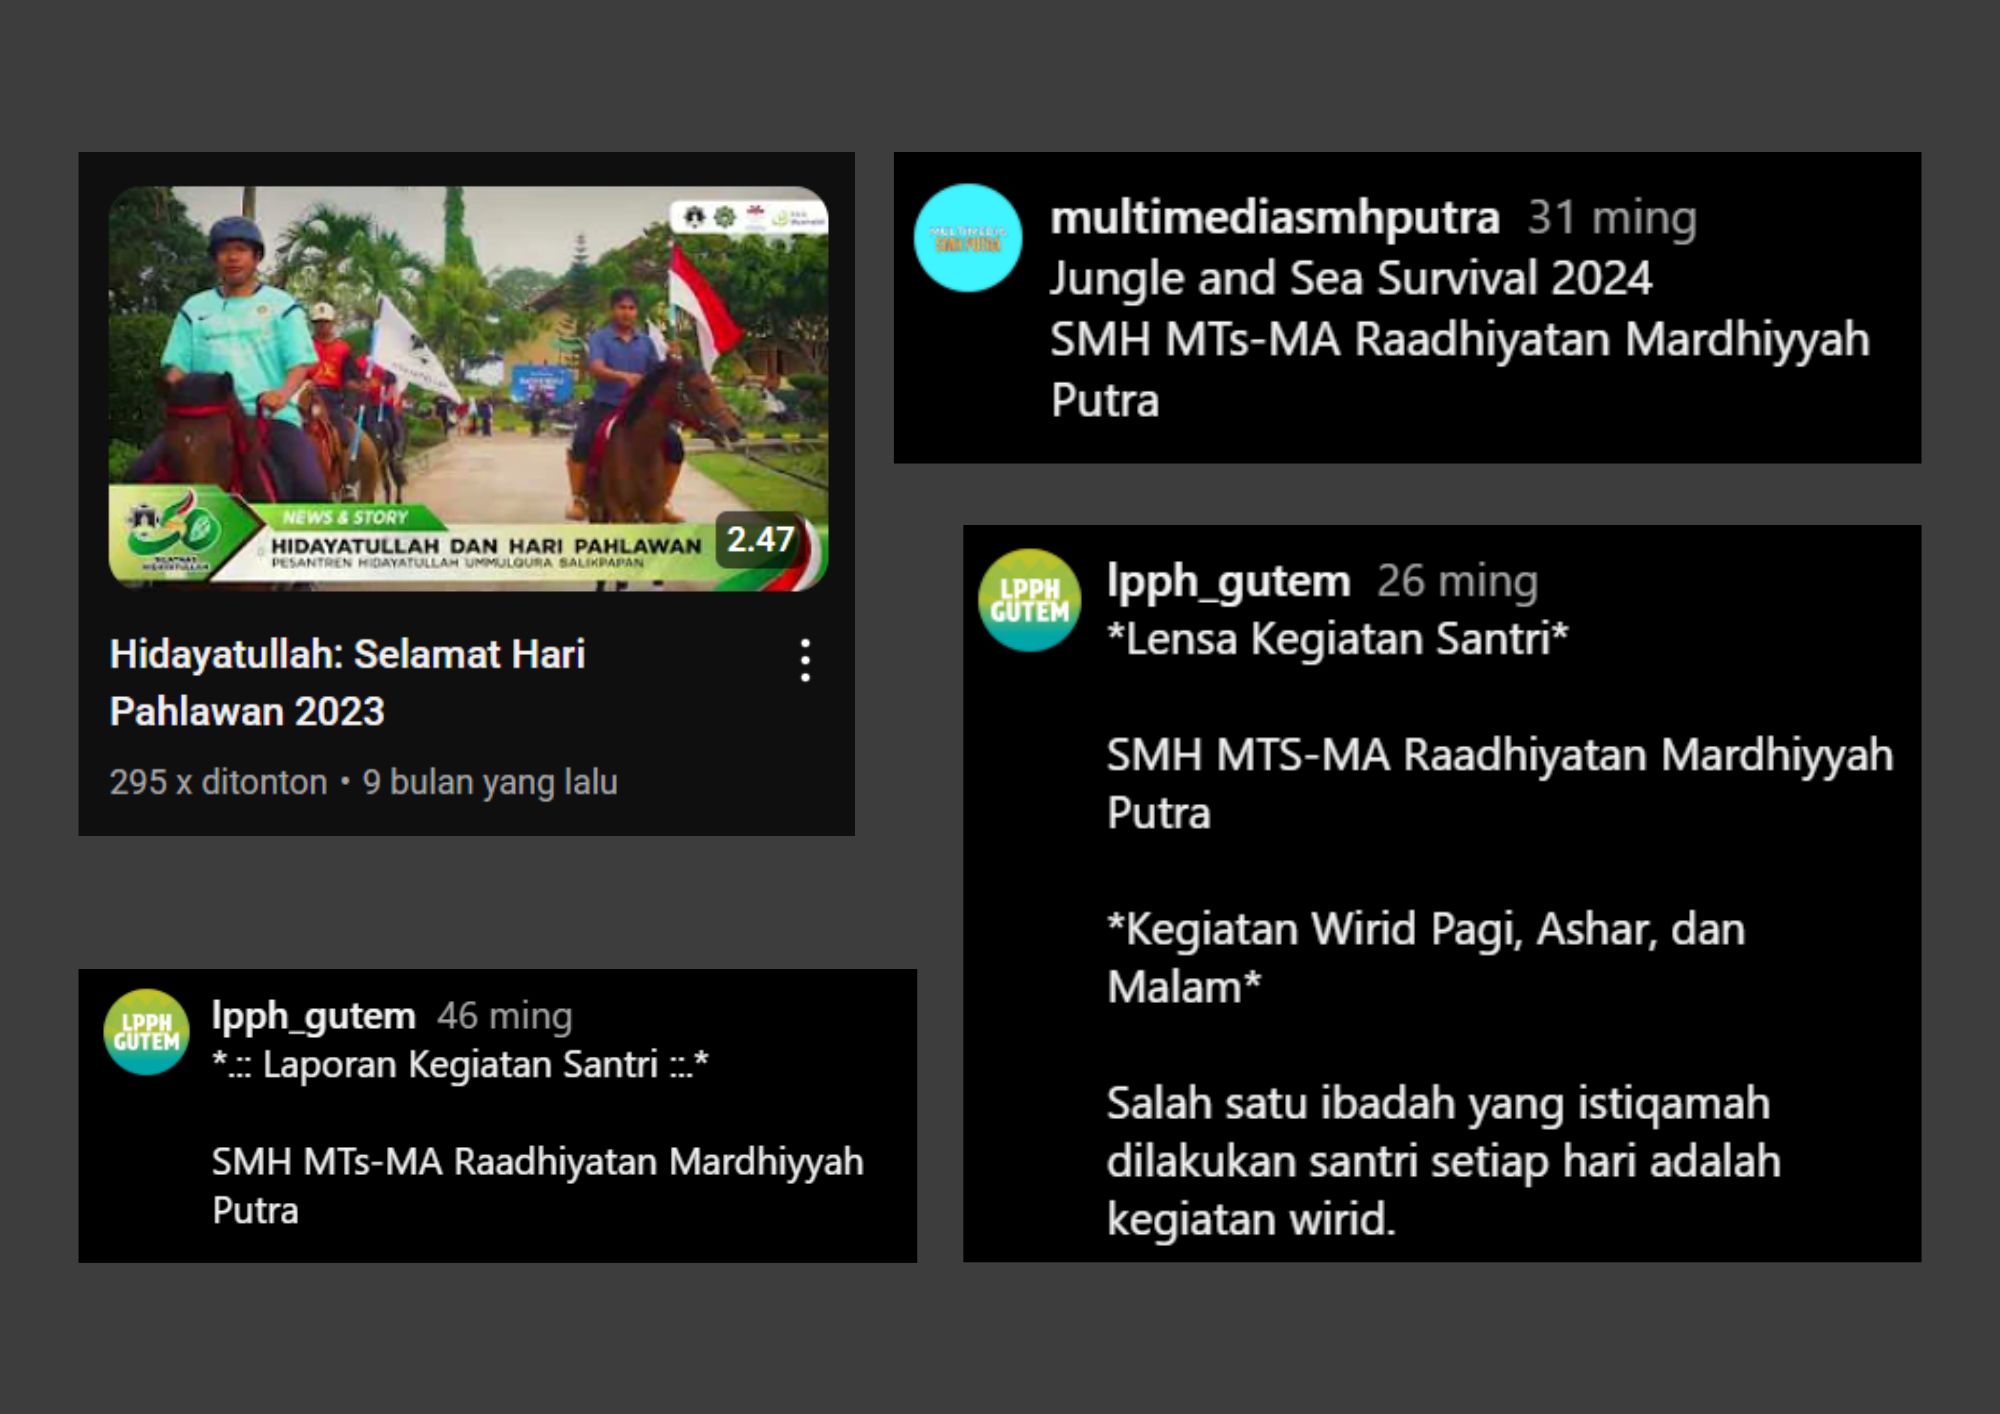 NEWS & STORY
HIDAYATULLAH DAN HARI PAHLAWAN
PESANTREN HIDAYATULLAH UMMULQURA BALIKPAPAN
2.47
Hidayatullah: Selamat Hari
Pahlawan 2023
295 x ditonton • 9 bulan yang lalu
MULTIMEDIA
SMH PUTRA
multimediasmhputra 31 ming
Jungle and Sea Survival 2024
SMH MTs-MA Raadhiyatan Mardhiyyah
Putra
LPPH
GUTEM
lpph_gutem 26 ming
*Lensa Kegiatan Santri*
SMH MTS-MA Raadhiyatan Mardhiyyah
Putra
*Kegiatan Wirid Pagi, Ashar, dan
Malam*
Salah satu ibadah yang istiqamah
dilakukan santri setiap hari adalah
kegiatan wirid.
LPPH
GUTEM
lpph_gutem 46 ming
*.:: Laporan Kegiatan Santri ::.*
SMH MTs-MA Raadhiyatan Mardhiyyah
Putra